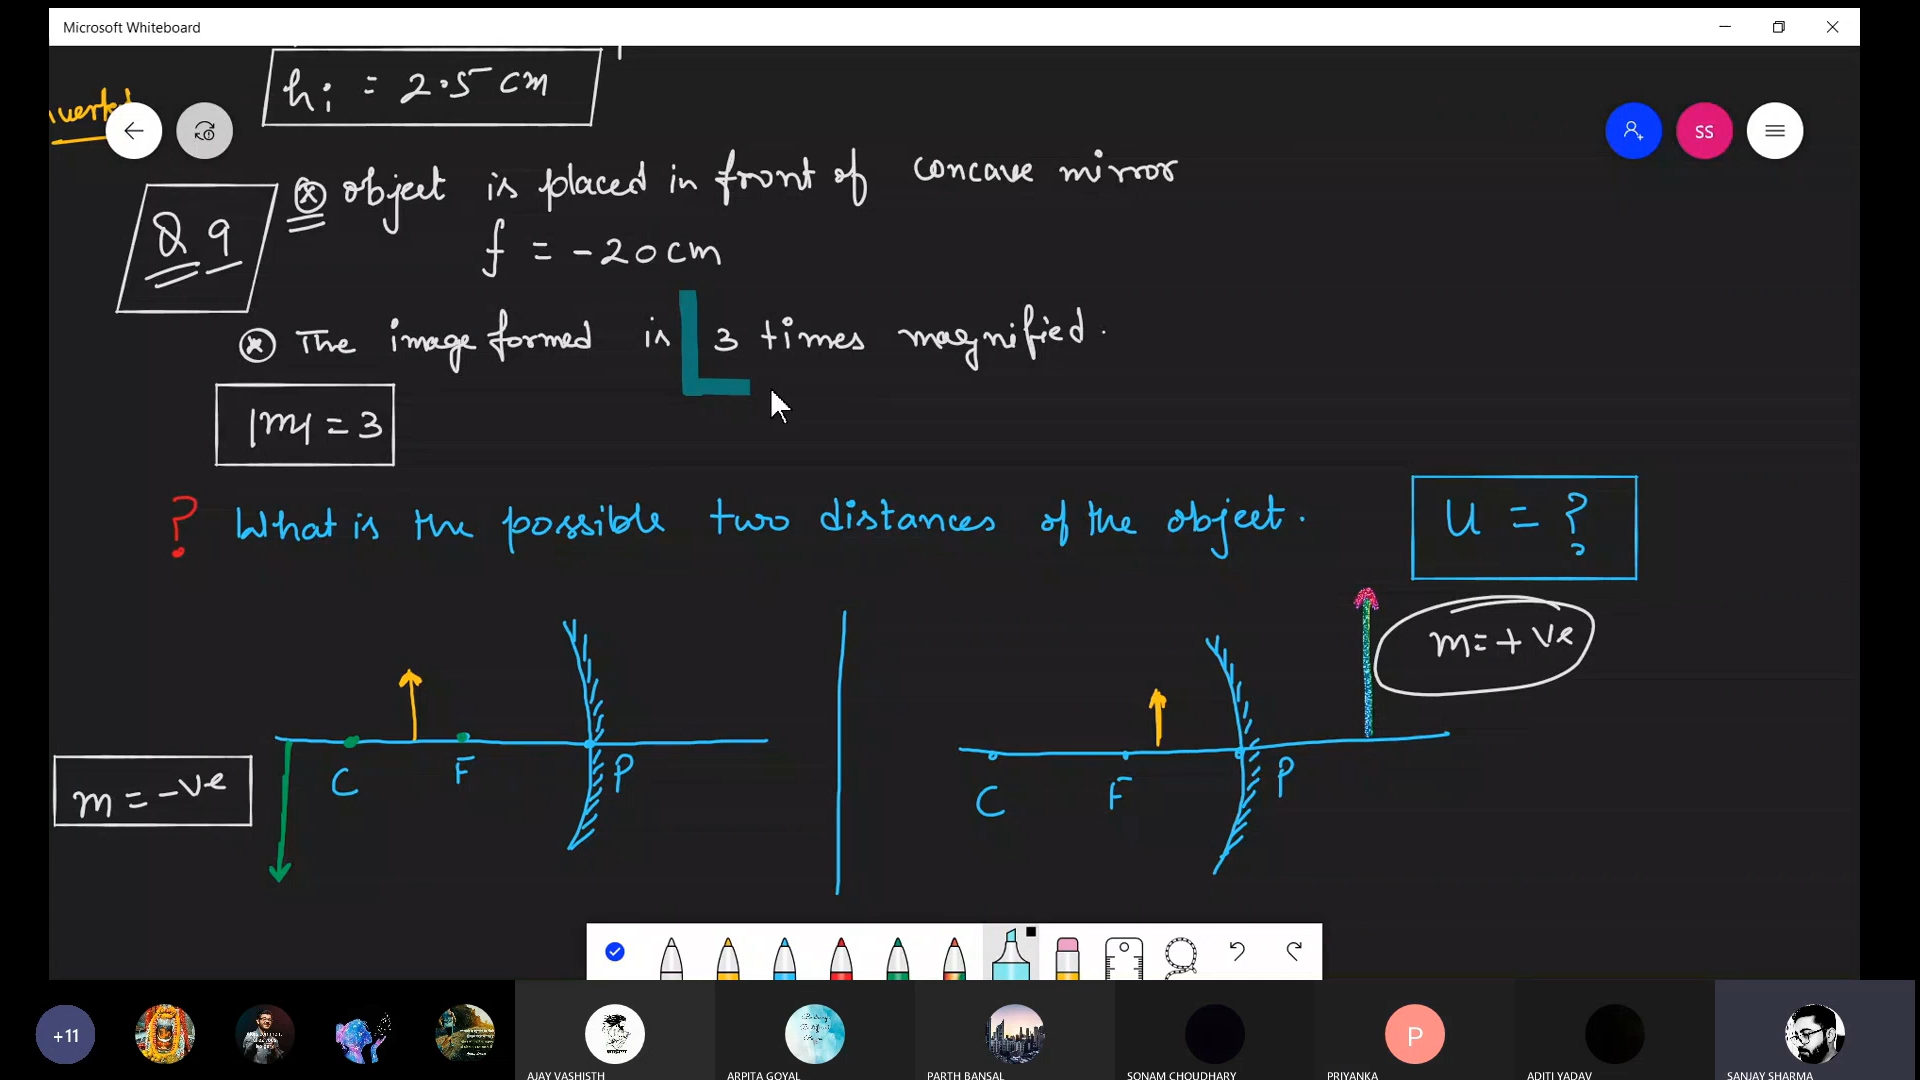 Microsoft Whiteboard
hi = 2.5 cm
SS
Q 9
object is placed in front of concave mirror
f = -20cm
The image formed is 3 times magnified.
|m| = 3
? What is the possible two distances of the object.
u = ?
m = +ve
C F P
C F P
m = -ve
+11
P
AJAY VASHISTH
ARPITA GOYAL
PARTH BANSAL
SONAM CHOUDHARY
PRIYANKA
ADITI YADAV
SANJAY SHARMA